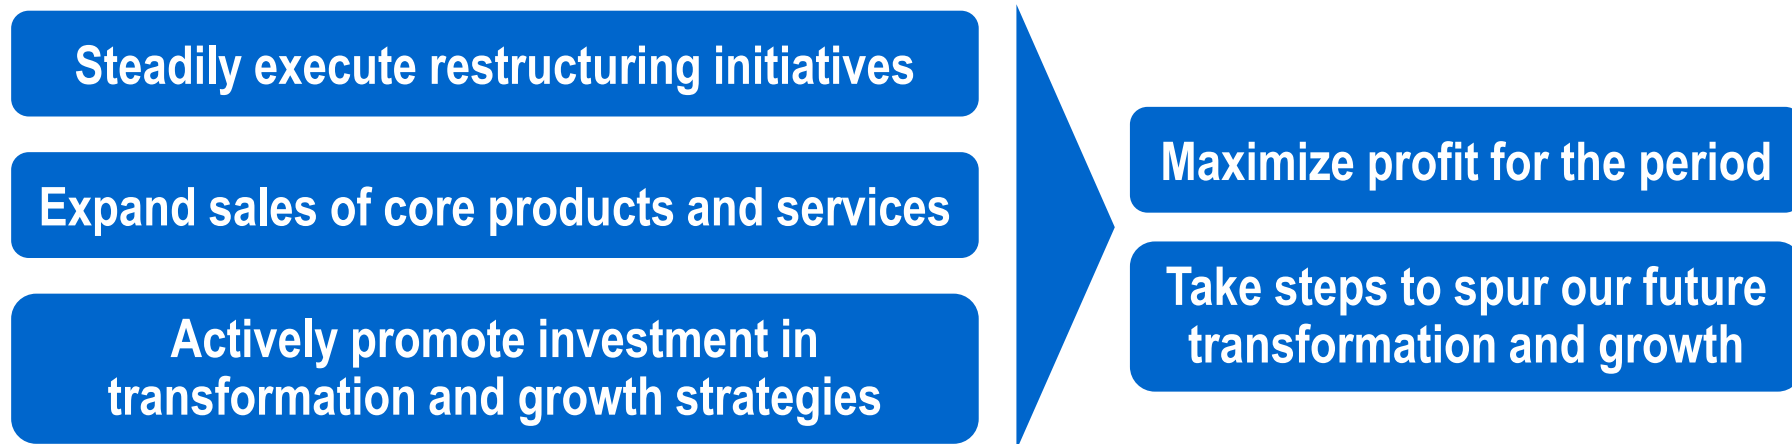 Steadily execute restructuring initiatives
Expand sales of core products and services
Actively promote investment in
transformation and growth strategies
Maximize profit for the period
Take steps to spur our future
transformation and growth